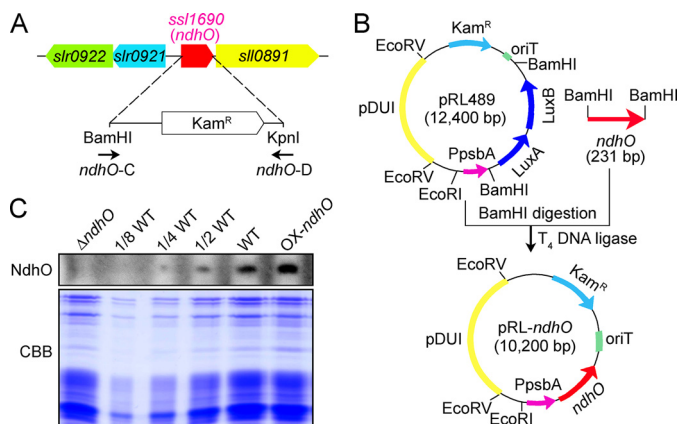 A
ssl1690
(ndhO)
slr0922
slr0921
sll0891
Kam^R
BamHI
KpnI
ndhO-C
ndhO-D
B
EcoRV
Kam^R
oriT
BamHI
pRL489
(12,400 bp)
pDUI
LuxB
LuxA
PpsbA
EcoRV
EcoRI
BamHI
BamHI
BamHI
ndhO
(231 bp)
BamHI digestion
T₄ DNA ligase
EcoRV
Kam^R
pDUI
pRL-ndhO
(10,200 bp)
oriT
PpsbA
EcoRV
EcoRI
ndhO
C
ΔndhO
1/8 WT
1/4 WT
1/2 WT
WT
OX-ndhO
NdhO
CBB